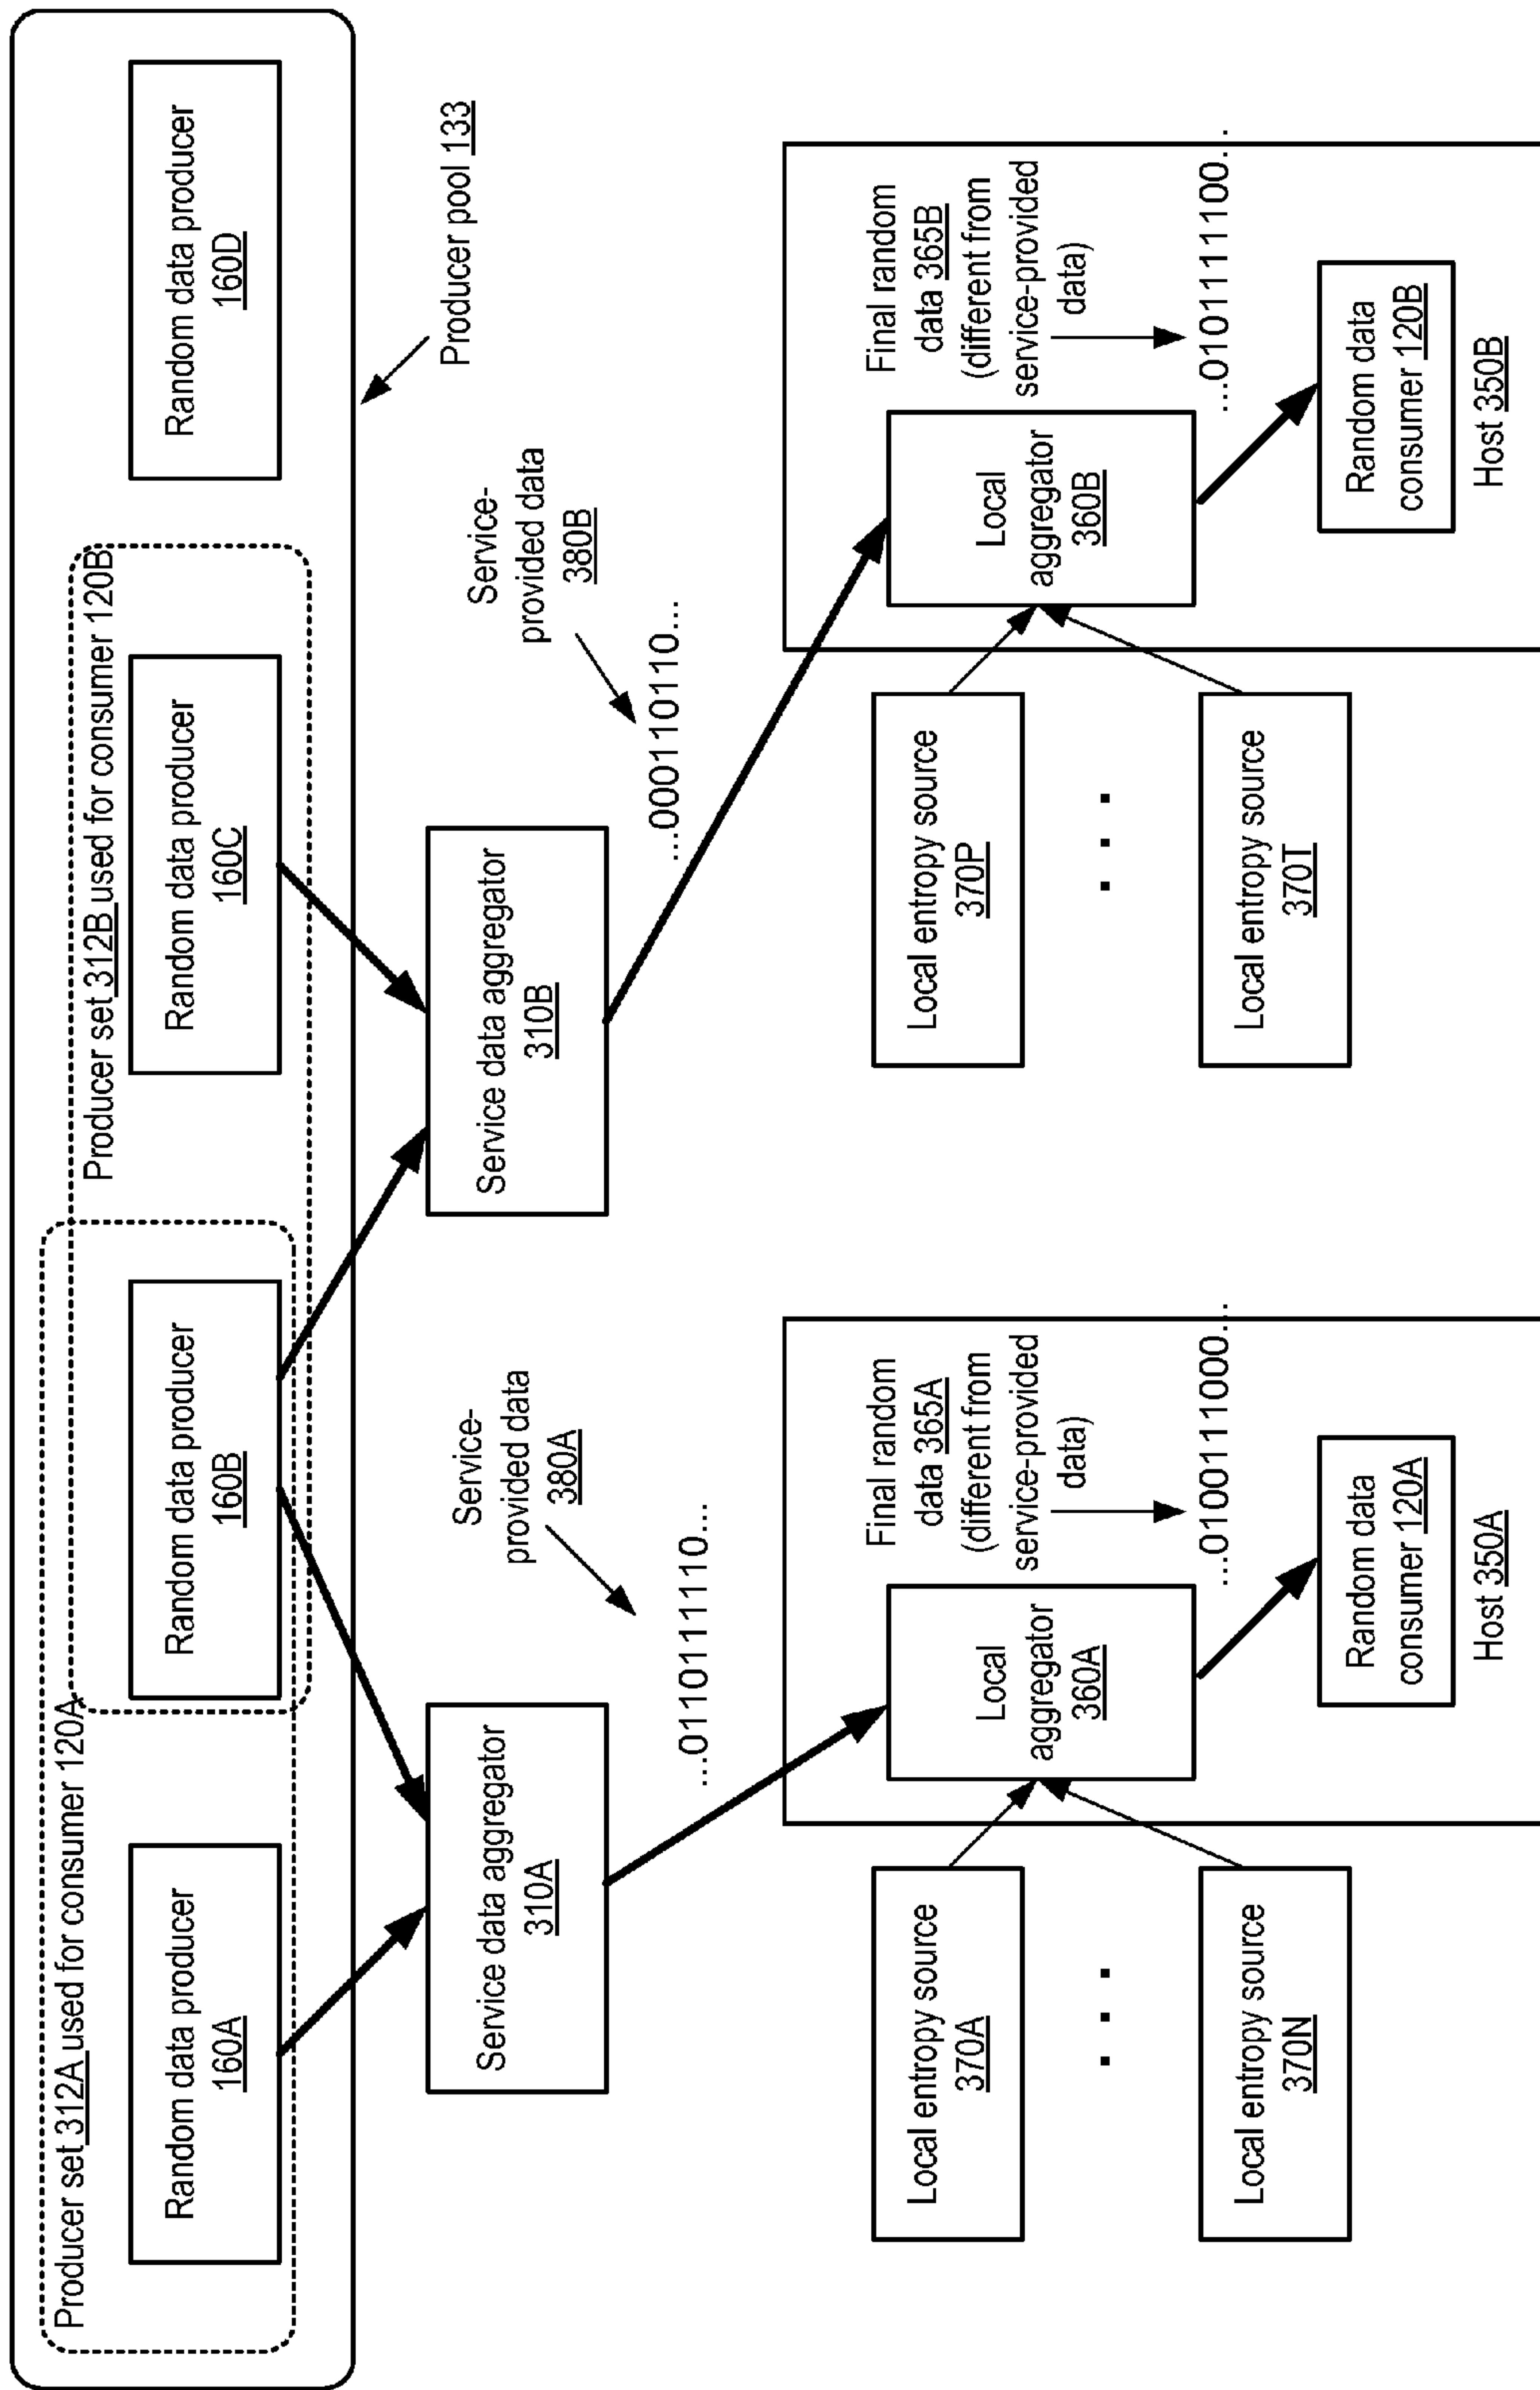 Producer set 312A used for consumer 120A
Producer set 312B used for consumer 120B
Random data producer
160A
Random data producer
160B
Random data producer
160C
Random data producer
160D
Producer pool 133
Service data aggregator
310A
Service-
provided data
380A
...011011110...
Service data aggregator
310B
Service-
provided data
380B
...000110110...
Local entropy source
370A
Local entropy source
370N
Local
aggregator
360A
Final random
data 365A
(different from
service-provided
data)
...0100111000...
Random data
consumer 120A
Host 350A
Local entropy source
370P
Local entropy source
370T
Local
aggregator
360B
Final random
data 365B
(different from
service-provided
data)
...0101111100...
Random data
consumer 120B
Host 350B